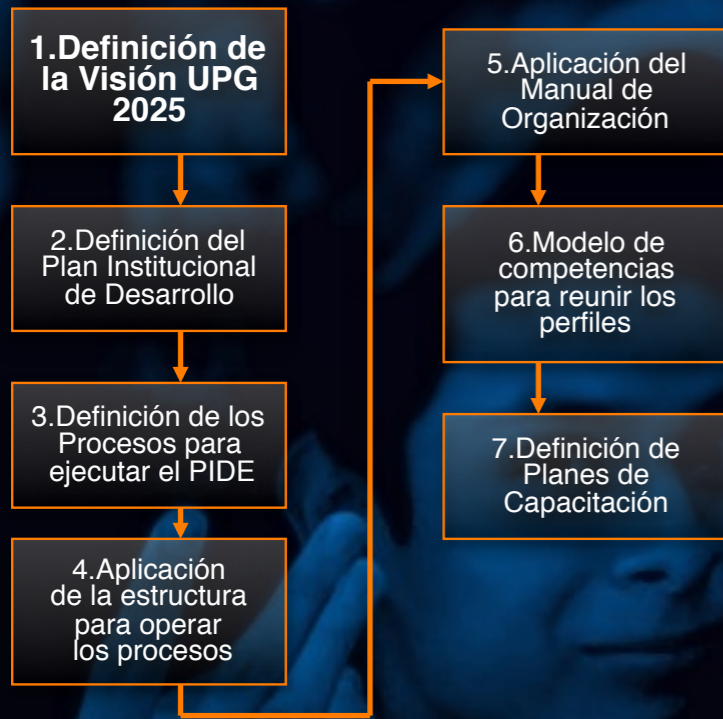 1.Definición de
la Visión UPG
2025
2.Definición del
Plan Institucional
de Desarrollo
3.Definición de los
Procesos para
ejecutar el PIDE
4.Aplicación
de la estructura
para operar
los procesos
5.Aplicación del
Manual de
Organización
6.Modelo de
competencias
para reunir los
perfiles
7.Definición de
Planes de
Capacitación